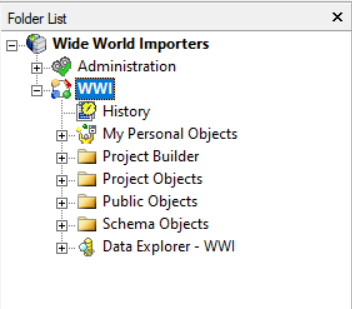 Folder List
Wide World Importers
Administration
WWI
History
My Personal Objects
Project Builder
Project Objects
Public Objects
Schema Objects
Data Explorer - WWI